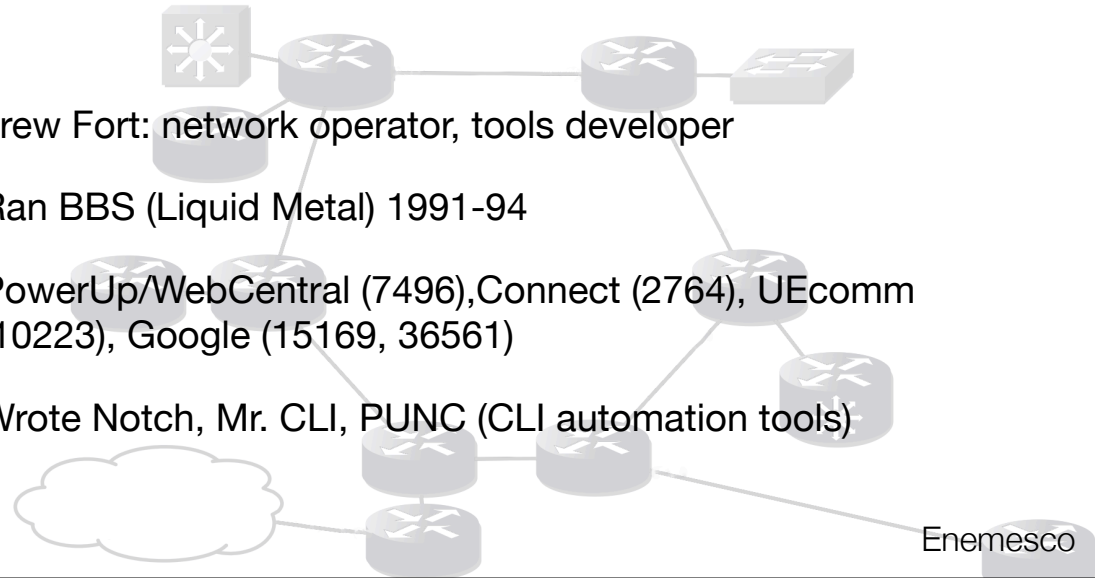 rew Fort: network operator, tools developer
Ran BBS (Liquid Metal) 1991-94
PowerUp/WebCentral (7496),Connect (2764), UEcomm
10223), Google (15169, 36561)
Wrote Notch, Mr. CLI, PUNC (CLI automation tools)
Enemesco